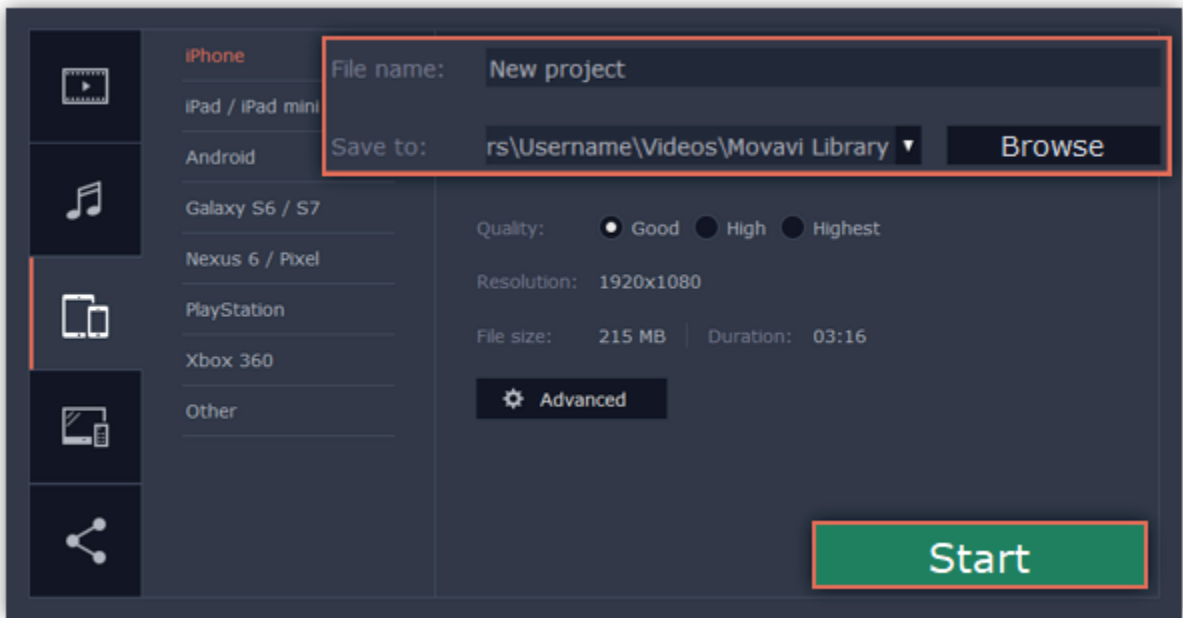 iPhone
iPad / iPad mini
Android
Galaxy S6 / S7
Nexus 6 / Pixel
PlayStation
Xbox 360
Other
File name: New project
Save to: rs\Username\Videos\Movavi Library Browse
Quality: Good High Highest
Resolution: 1920x1080
File size: 215 MB Duration: 03:16
Advanced
Start